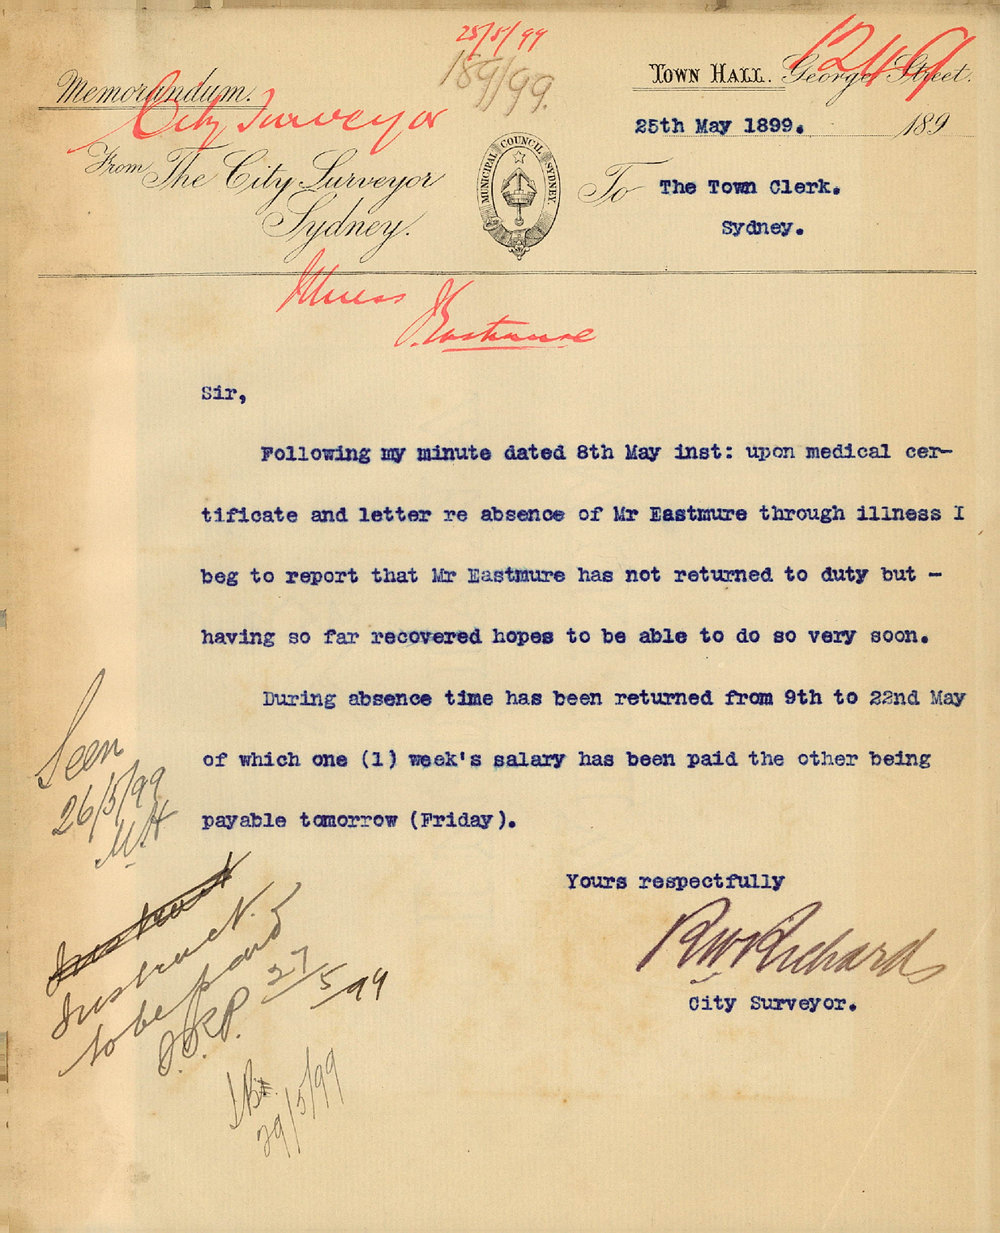 25/5/99
189/99.
1249
Memorandum.
Town Hall. George Street.
City Surveyor
25th May 1899. 189
From The City Surveyor
Sydney.
MUNICIPAL COUNCIL SYDNEY.
To The Town Clerk.
Sydney.
Illness
J. Eastmure
Sir,
Following my minute dated 8th May inst: upon medical cer-
tificate and letter re absence of Mr Eastmure through illness I
beg to report that Mr Eastmure has not returned to duty but -
having so far recovered hopes to be able to do so very soon.
During absence time has been returned from 9th to 22nd May
of which one (1) week's salary has been paid the other being
payable tomorrow (Friday).
Yours respectfully
RWRichards
City Surveyor.
Seen
26/5/99
M.H
Instruct
Instruct.
to be paid
27/5/99
29/5/99